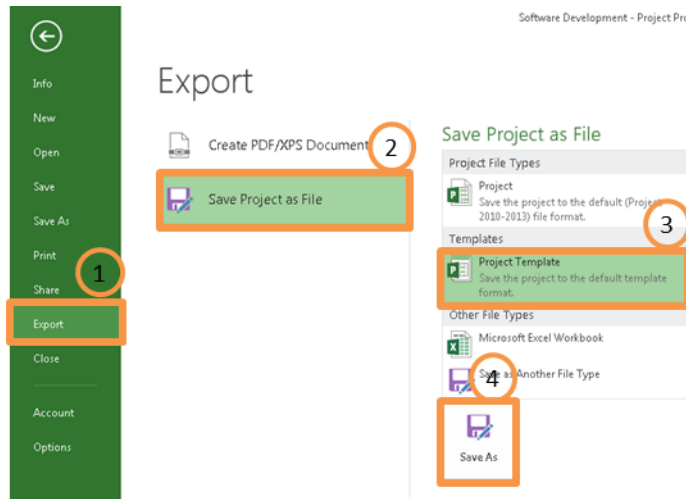 Software Development - Project Pro
Info
New
Open
Save
Save As
Print
Share
Export
Close
Account
Options
1
Export
Create PDF/XPS Document
2
Save Project as File
Save Project as File
Project File Types
Project
Save the project to the default (Project
2010-2013) file format.
3
Templates
Project Template
Save the project to the default template
format.
Other File Types
Microsoft Excel Workbook
Save as Another File Type
4
Save As